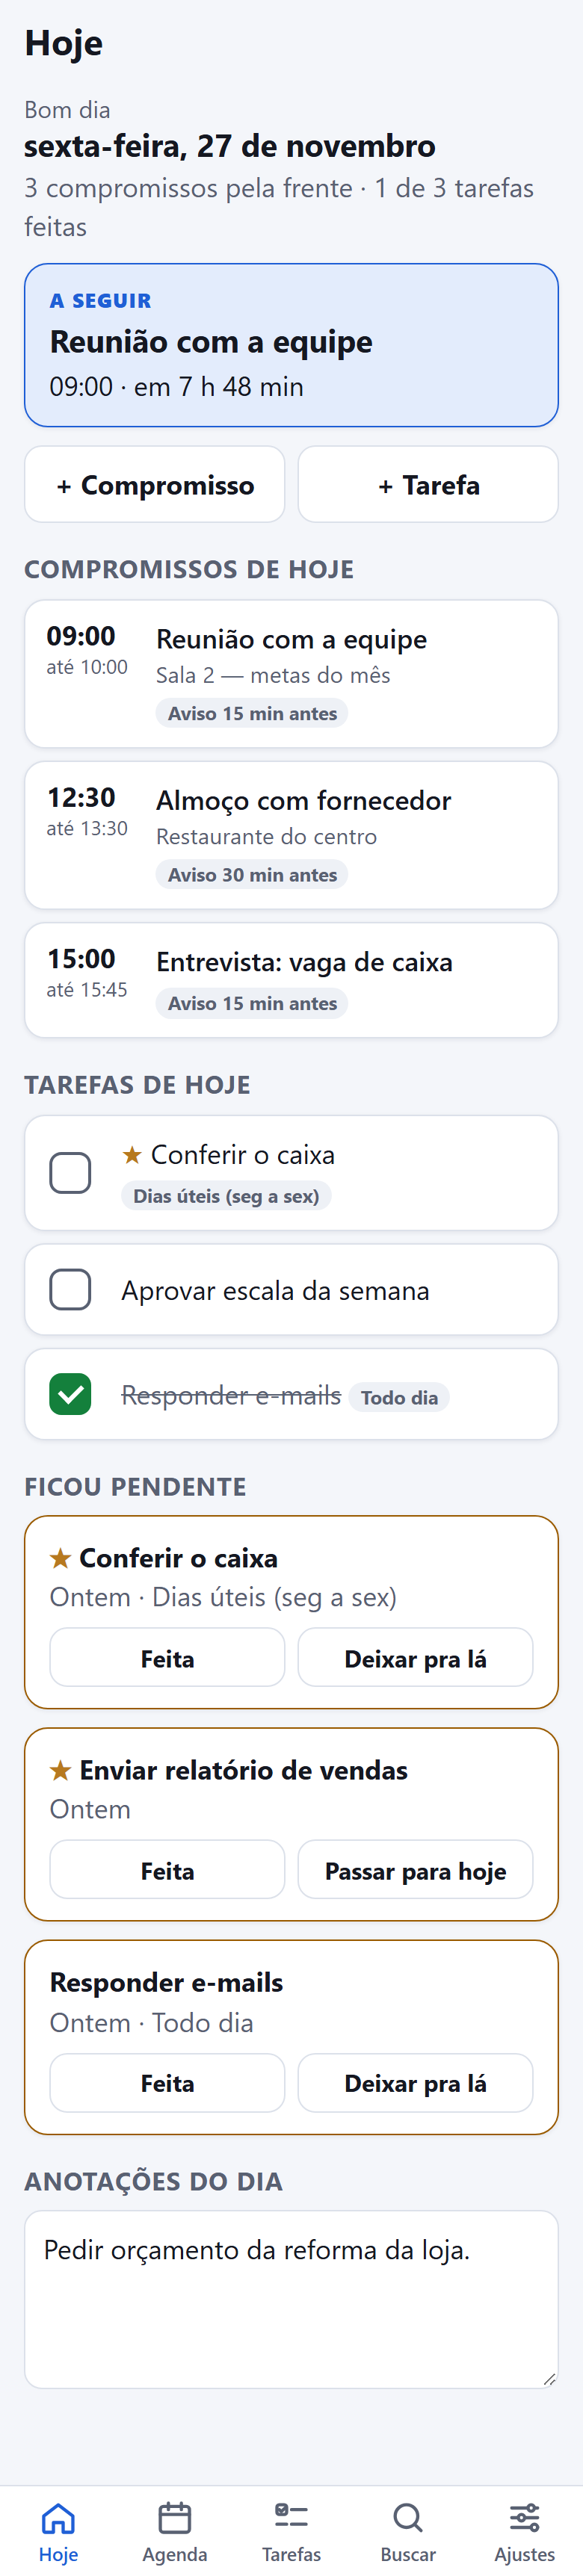 Hoje
Bom dia
sexta-feira, 27 de novembro
3 compromissos pela frente · 1 de 3 tarefas
feitas
A SEGUIR
Reunião com a equipe
09:00 · em 7 h 48 min
+ Compromisso
+ Tarefa
COMPROMISSOS DE HOJE
09:00
até 10:00
Reunião com a equipe
Sala 2 — metas do mês
Aviso 15 min antes
12:30
até 13:30
Almoço com fornecedor
Restaurante do centro
Aviso 30 min antes
15:00
até 15:45
Entrevista: vaga de caixa
Aviso 15 min antes
TAREFAS DE HOJE
★ Conferir o caixa
Dias úteis (seg a sex)
Aprovar escala da semana
Responder e-mails Todo dia
FICOU PENDENTE
★ Conferir o caixa
Ontem · Dias úteis (seg a sex)
Feita
Deixar pra lá
★ Enviar relatório de vendas
Ontem
Feita
Passar para hoje
Responder e-mails
Ontem · Todo dia
Feita
Deixar pra lá
ANOTAÇÕES DO DIA
Pedir orçamento da reforma da loja.
Hoje
Agenda
Tarefas
Buscar
Ajustes